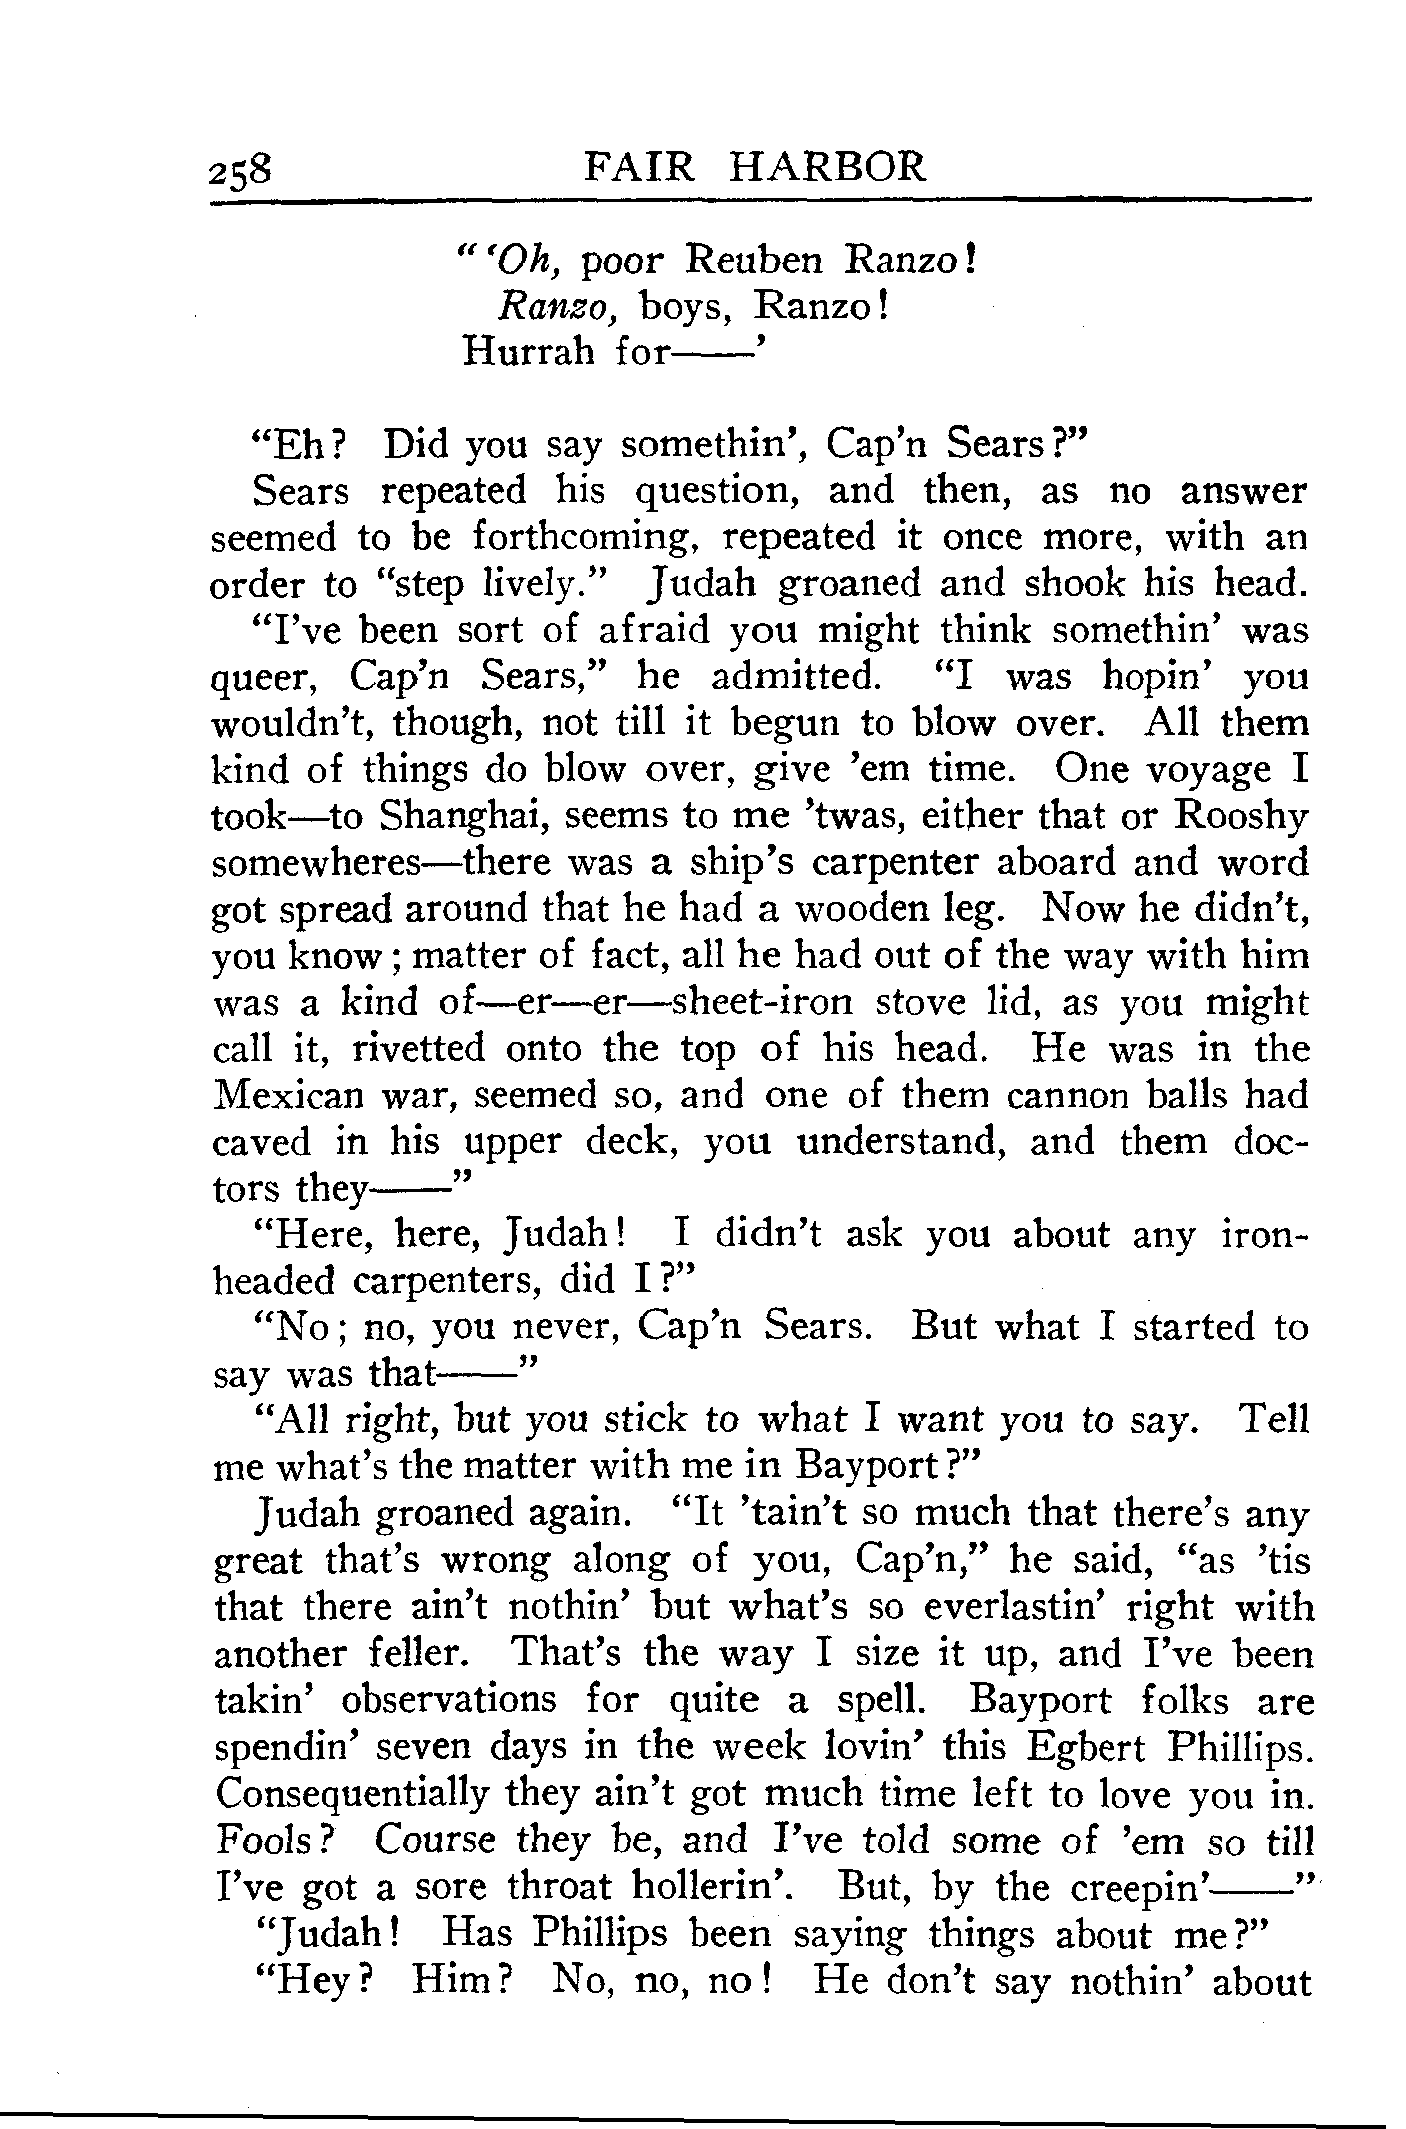 258 FAIR HARBOR
“ ‘Oh, poor Reuben Ranzo!
Ranzo, boys, Ranzo!
Hurrah for——’
“Eh? Did you say somethin’, Cap’n Sears?”
Sears repeated his question, and then, as no answer
seemed to be forthcoming, repeated it once more, with an
order to “step lively.” Judah groaned and shook his head.
“I’ve been sort of afraid you might think somethin’ was
queer, Cap’n Sears,” he admitted. “I was hopin’ you
wouldn’t, though, not till it begun to blow over. All them
kind of things do blow over, give ’em time. One voyage I
took—to Shanghai, seems to me ’twas, either that or Rooshy
somewheres—there was a ship’s carpenter aboard and word
got spread around that he had a wooden leg. Now he didn’t,
you know; matter of fact, all he had out of the way with him
was a kind of—er—er—sheet-iron stove lid, as you might
call it, rivetted onto the top of his head. He was in the
Mexican war, seemed so, and one of them cannon balls had
caved in his upper deck, you understand, and them doc-
tors they——”
“Here, here, Judah! I didn’t ask you about any iron-
headed carpenters, did I?”
“No; no, you never, Cap’n Sears. But what I started to
say was that——”
“All right, but you stick to what I want you to say. Tell
me what’s the matter with me in Bayport?”
Judah groaned again. “It ’tain’t so much that there’s any
great that’s wrong along of you, Cap’n,” he said, “as ’tis
that there ain’t nothin’ but what’s so everlastin’ right with
another feller. That’s the way I size it up, and I’ve been
takin’ observations for quite a spell. Bayport folks are
spendin’ seven days in the week lovin’ this Egbert Phillips.
Consequentially they ain’t got much time left to love you in.
Fools? Course they be, and I’ve told some of ’em so till
I’ve got a sore throat hollerin’. But, by the creepin’——”
“Judah! Has Phillips been saying things about me?”
“Hey? Him? No, no, no! He don’t say nothin’ about